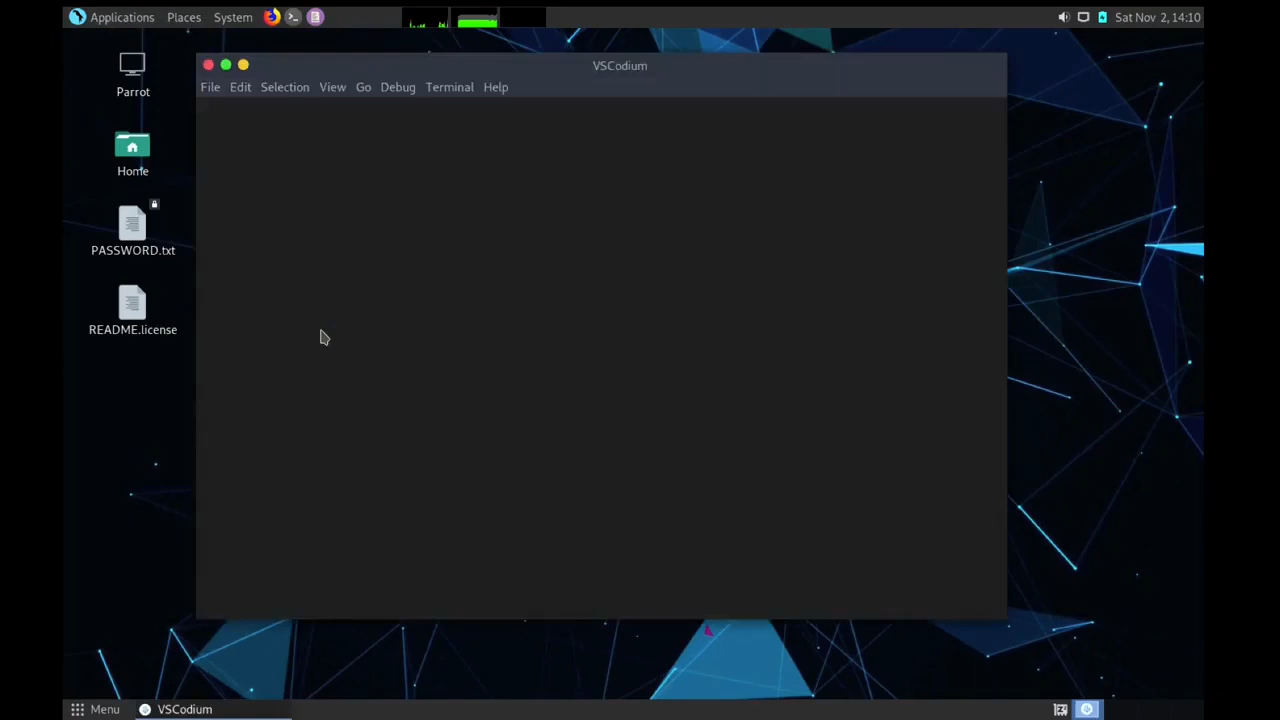 Applications Places System
Sat Nov 2, 14:10
VSCodium
File Edit Selection View Go Debug Terminal Help
Parrot
Home
PASSWORD.txt
README.license
Menu
VSCodium